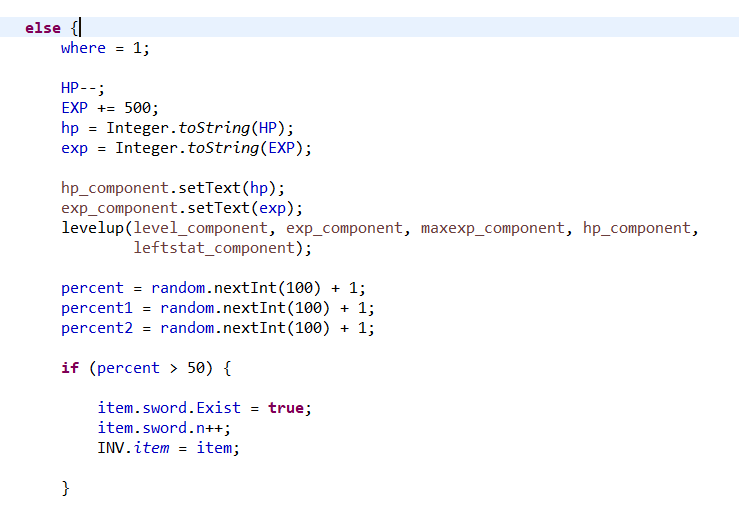 else {
where = 1;
HP--;
EXP += 500;
hp = Integer.toString(HP);
exp = Integer.toString(EXP);
hp_component.setText(hp);
exp_component.setText(exp);
levelup(level_component, exp_component, maxexp_component, hp_component,
leftstat_component);
percent = random.nextInt(100) + 1;
percent1 = random.nextInt(100) + 1;
percent2 = random.nextInt(100) + 1;
if (percent > 50) {
item.sword.Exist = true;
item.sword.n++;
INV.item = item;
}